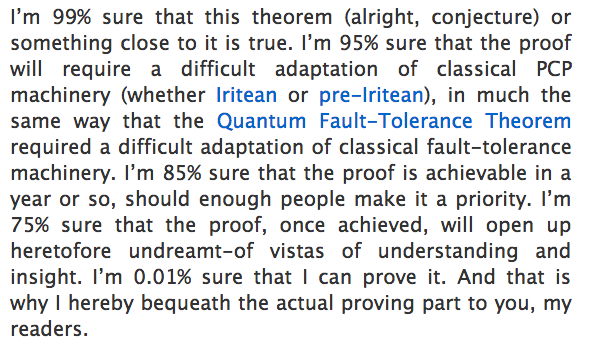 I'm 99% sure that this theorem (alright, conjecture) or
something close to it is true. I'm 95% sure that the proof
will require a difficult adaptation of classical PCP
machinery (whether Iritean or pre-Iritean), in much the
same way that the Quantum Fault-Tolerance Theorem
required a difficult adaptation of classical fault-tolerance
machinery. I'm 85% sure that the proof is achievable in a
year or so, should enough people make it a priority. I'm
75% sure that the proof, once achieved, will open up
heretofore undreamt-of vistas of understanding and
insight. I'm 0.01% sure that I can prove it. And that is
why I hereby bequeath the actual proving part to you, my
readers.